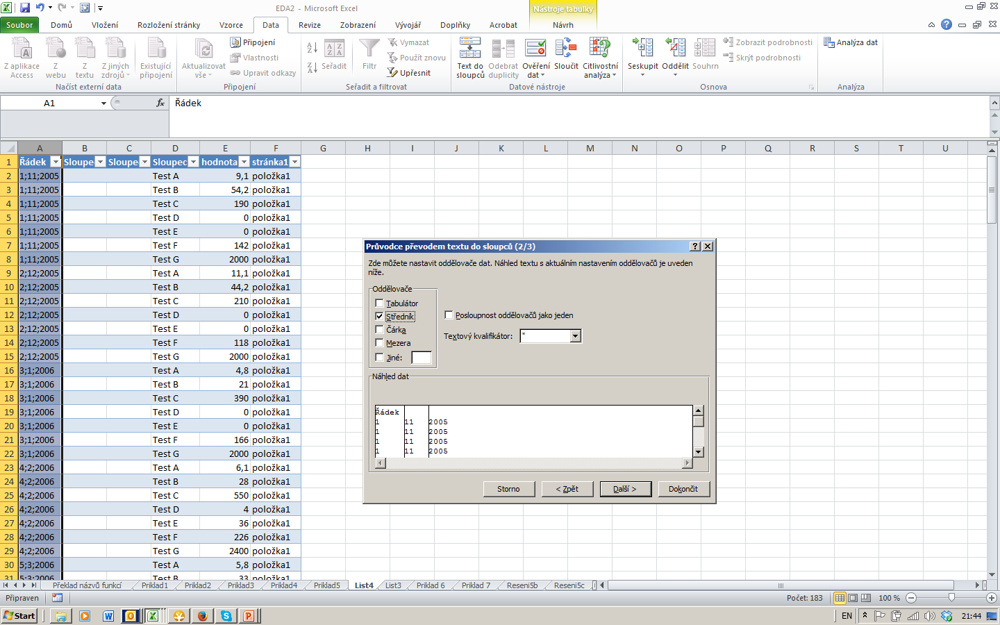 EDA2 - Microsoft Excel
Nástroje tabulky
Soubor Domů Vložení Rozložení stránky Vzorce Data Revize Zobrazení Vývojář Doplňky Acrobat Návrh
Z aplikace Access
Z webu
Z textu
Z jiných zdrojů
Existující připojení
Načíst externí data
Aktualizovat vše
Připojení
Vlastnosti
Upravit odkazy
Připojení
Seřadit
Filtr
Vymazat
Použít znovu
Upřesnit
Seřadit a filtrovat
Text do sloupců
Odebrat duplicity
Ověření dat
Sloučit
Citlivostní analýza
Datové nástroje
Seskupit
Oddělit
Souhrn
Zobrazit podrobnosti
Skrýt podrobnosti
Osnova
Analýza dat
Analýza
A1 fx Řádek
A B C D E F G H I J K L M N O P Q R S T U
1 Řádek Sloupe Sloupe Sloupec hodnota stránka1
2 1;11;2005 Test A 9,1 položka1
3 1;11;2005 Test B 54,2 položka1
4 1;11;2005 Test C 190 položka1
5 1;11;2005 Test D 0 položka1
6 1;11;2005 Test E 0 položka1
7 1;11;2005 Test F 142 položka1
8 1;11;2005 Test G 2000 položka1
9 2;12;2005 Test A 11,1 položka1
10 2;12;2005 Test B 44,2 položka1
11 2;12;2005 Test C 210 položka1
12 2;12;2005 Test D 0 položka1
13 2;12;2005 Test E 0 položka1
14 2;12;2005 Test F 118 položka1
15 2;12;2005 Test G 2000 položka1
16 3;1;2006 Test A 4,8 položka1
17 3;1;2006 Test B 21 položka1
18 3;1;2006 Test C 390 položka1
19 3;1;2006 Test D 0 položka1
20 3;1;2006 Test E 0 položka1
21 3;1;2006 Test F 166 položka1
22 3;1;2006 Test G 2000 položka1
23 4;2;2006 Test A 6,1 položka1
24 4;2;2006 Test B 28 položka1
25 4;2;2006 Test C 550 položka1
26 4;2;2006 Test D 4 položka1
27 4;2;2006 Test E 36 položka1
28 4;2;2006 Test F 226 položka1
29 4;2;2006 Test G 2400 položka1
30 5;3;2006 Test A 5,8 položka1
31 5;3;2006 Test B 33 položka1
Průvodce převodem textu do sloupců (2/3)
Zde můžete nastavit oddělovače dat. Náhled textu s aktuálním nastavením oddělovačů je uveden
níže.
Oddělovače
Tabulátor
Středník
Čárka
Mezera
Jiné:
Posloupnost oddělovačů jako jeden
Textový kvalifikátor: "
Náhled dat
Řádek
1 11 2005
1 11 2005
1 11 2005
1 11 2005
Storno < Zpět Další > Dokončit
Překlad názvů funkcí Priklad1 Priklad2 Priklad3 Priklad4 Priklad5 List4 List3 Priklad 6 Priklad 7 Reseni5b Reseni5c
Připraven Počet: 183 100 %
Start EN 21:44